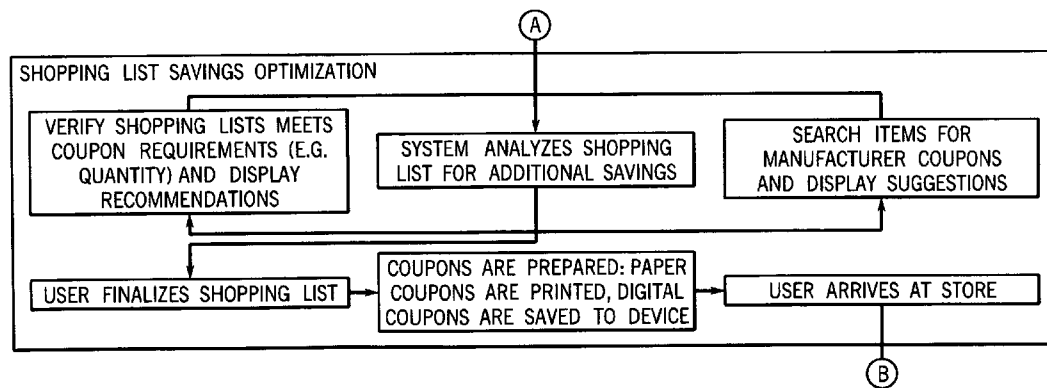 A
SHOPPING LIST SAVINGS OPTIMIZATION
VERIFY SHOPPING LISTS MEETS
COUPON REQUIREMENTS (E.G.
QUANTITY) AND DISPLAY
RECOMMENDATIONS
SYSTEM ANALYZES SHOPPING
LIST FOR ADDITIONAL SAVINGS
SEARCH ITEMS FOR
MANUFACTURER COUPONS
AND DISPLAY SUGGESTIONS
USER FINALIZES SHOPPING LIST
COUPONS ARE PREPARED: PAPER
COUPONS ARE PRINTED, DIGITAL
COUPONS ARE SAVED TO DEVICE
USER ARRIVES AT STORE
B